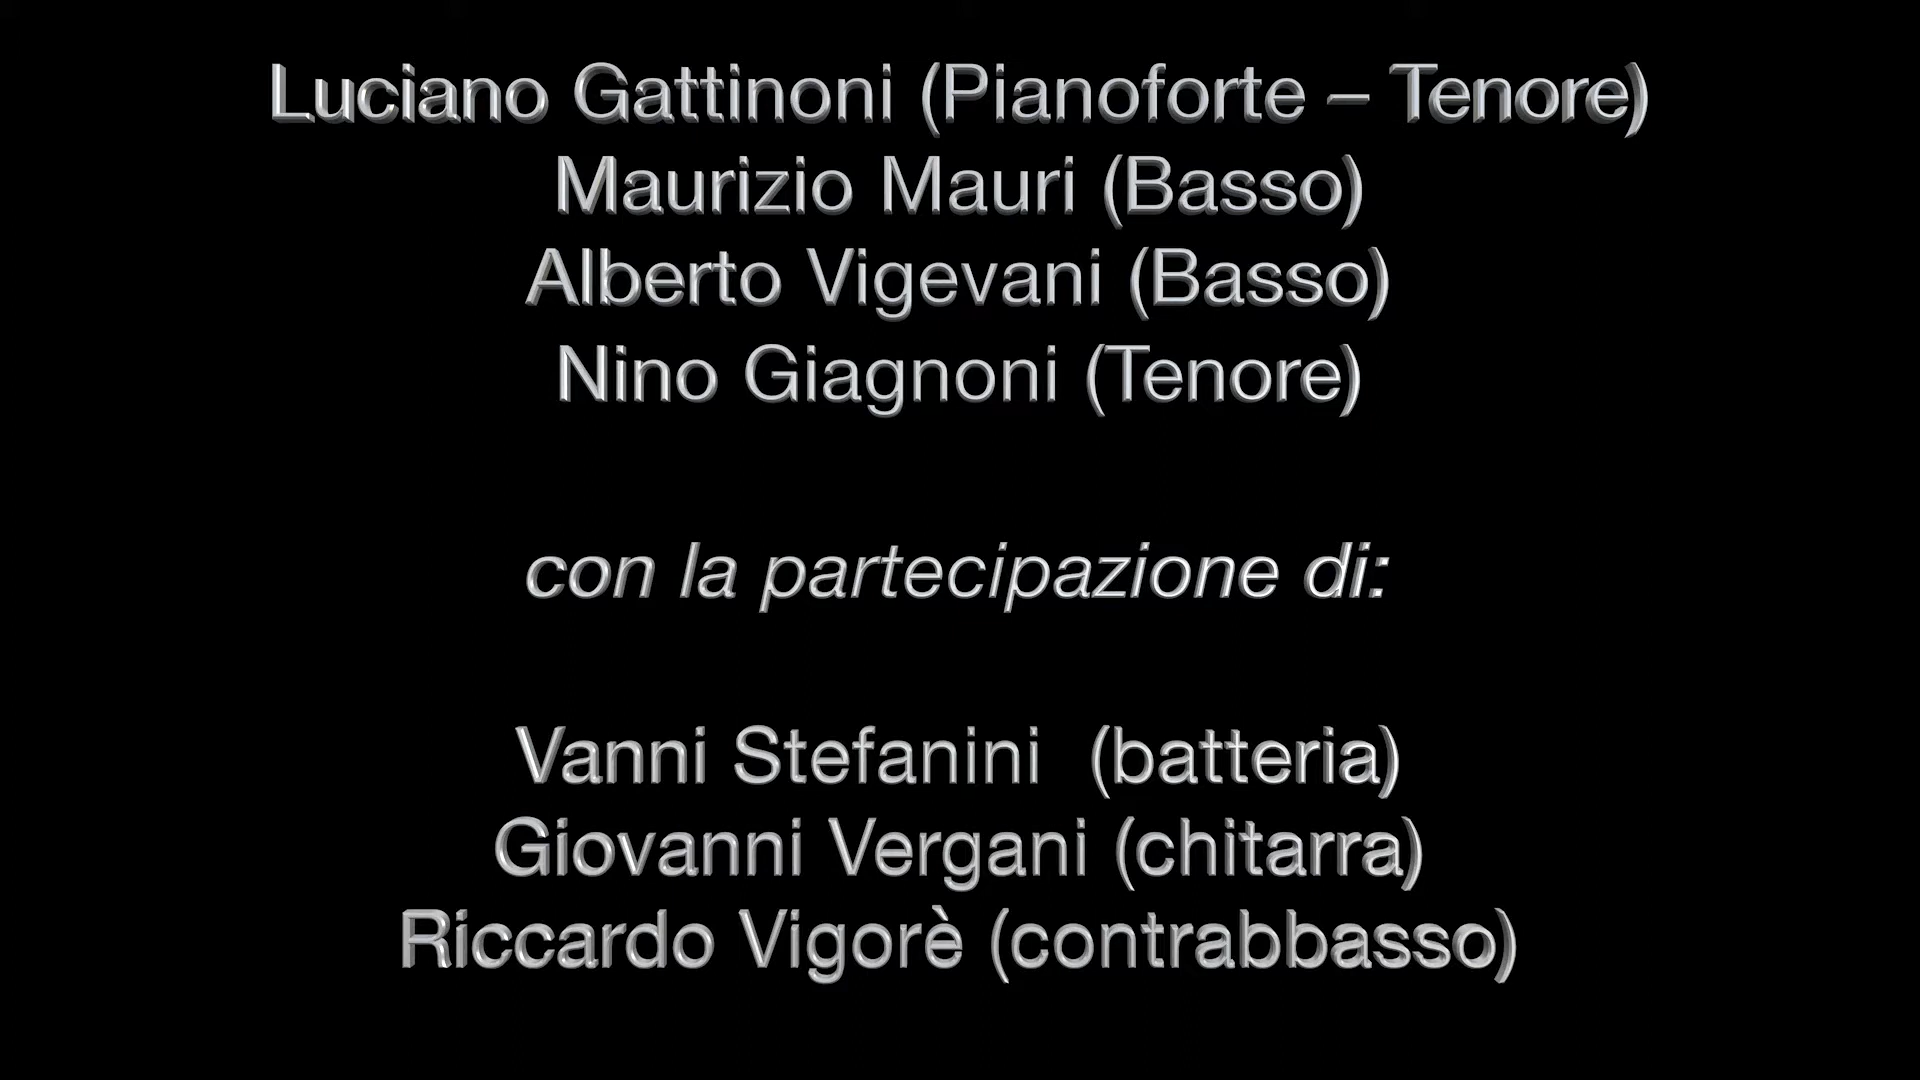 Luciano Gattinoni (Pianoforte – Tenore)
Maurizio Mauri (Basso)
Alberto Vigevani (Basso)
Nino Giagnoni (Tenore)
con la partecipazione di:
Vanni Stefanini (batteria)
Giovanni Vergani (chitarra)
Riccardo Vigorè (contrabbasso)